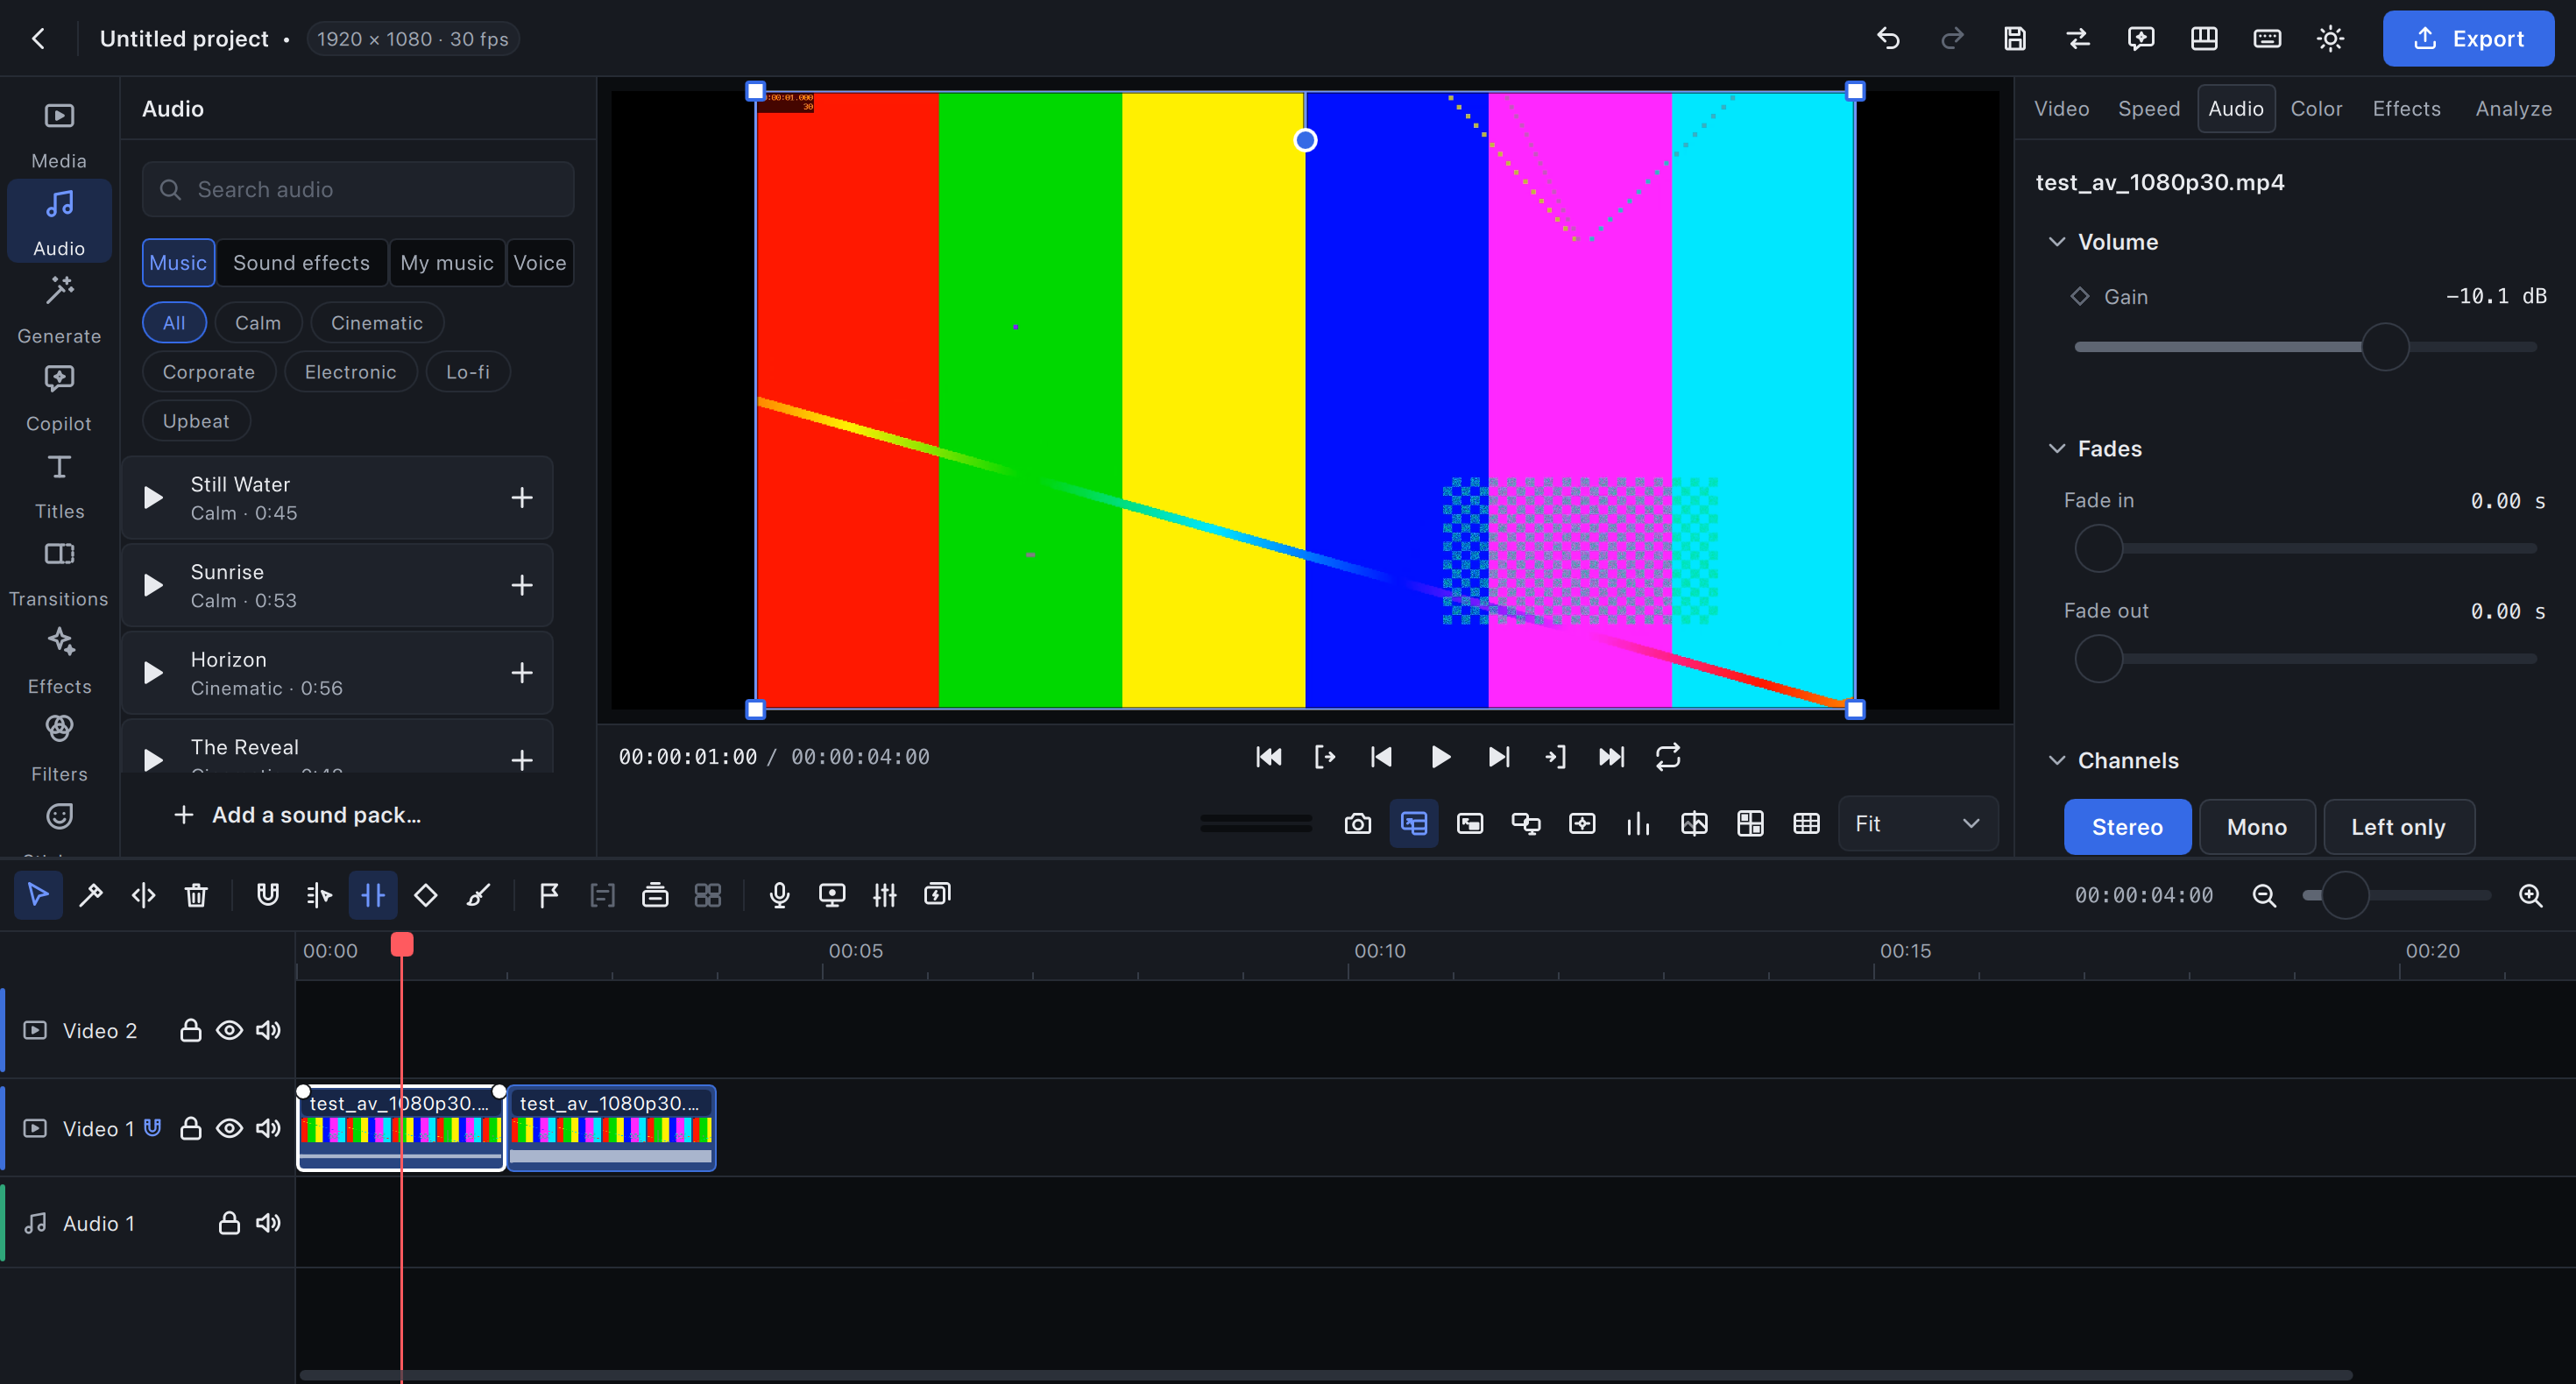 Untitled project •
1920 × 1080 · 30 fps
Export
Media
Audio
Generate
Copilot
Titles
Transitions
Effects
Filters
Audio
Search audio
Music
Sound effects
My music
Voice
All
Calm
Cinematic
Corporate
Electronic
Lo-fi
Upbeat
Still Water
Calm · 0:45
Sunrise
Calm · 0:53
Horizon
Cinematic · 0:56
The Reveal
Add a sound pack...
30
00:00:01:00 / 00:00:04:00
Fit
Video
Speed
Audio
Color
Effects
Analyze
test_av_1080p30.mp4
Volume
Gain
−10.1 dB
Fades
Fade in
0.00 s
Fade out
0.00 s
Channels
Stereo
Mono
Left only
00:00:04:00
00:00
00:05
00:10
00:15
00:20
Video 2
Video 1
test_av_1080p30....
test_av_1080p30....
Audio 1